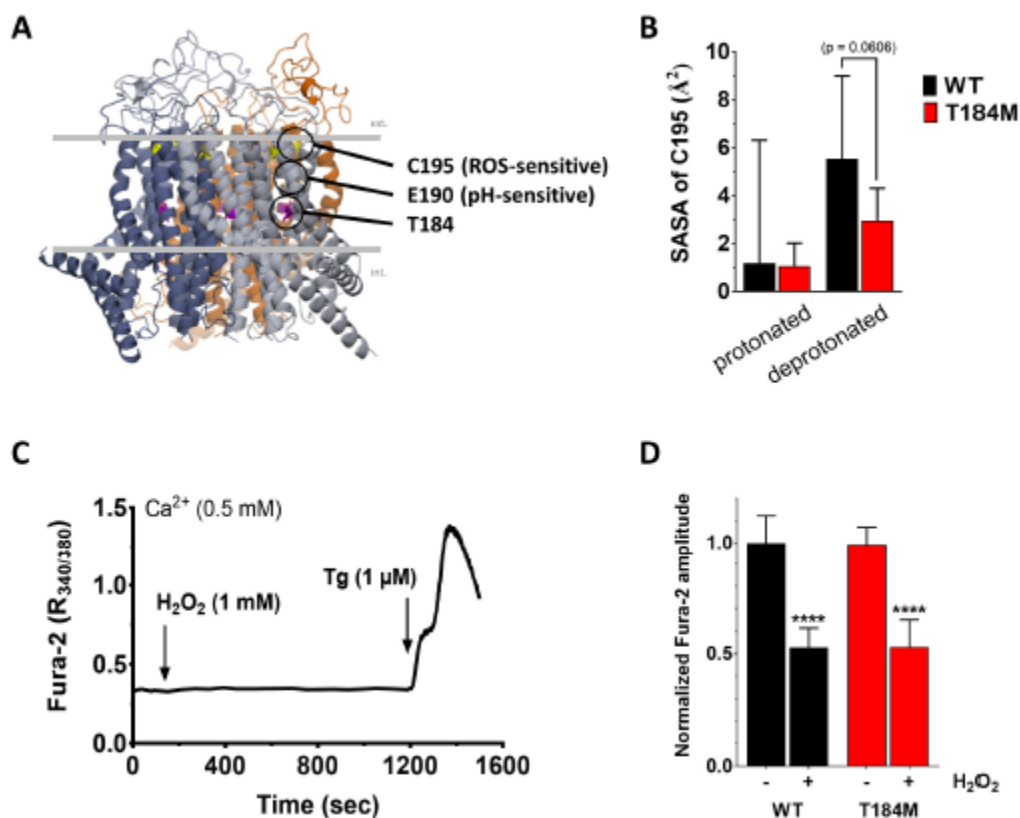 A
ext.
C195 (ROS-sensitive)
E190 (pH-sensitive)
T184
int.
B
(p = 0.0606)
SASA of C195 (Å²)
10
8
6
4
2
0
WT
T184M
protonated
deprotonated
C
Ca²⁺ (0.5 mM)
Fura-2 (R340/380)
1.5
1.0
0.5
0.0
H₂O₂ (1 mM)
Tg (1 µM)
0 400 800 1200 1600
Time (sec)
D
Normalized Fura-2 amplitude
1.0
0.5
0.0
****
****
- + - + H₂O₂
WT T184M